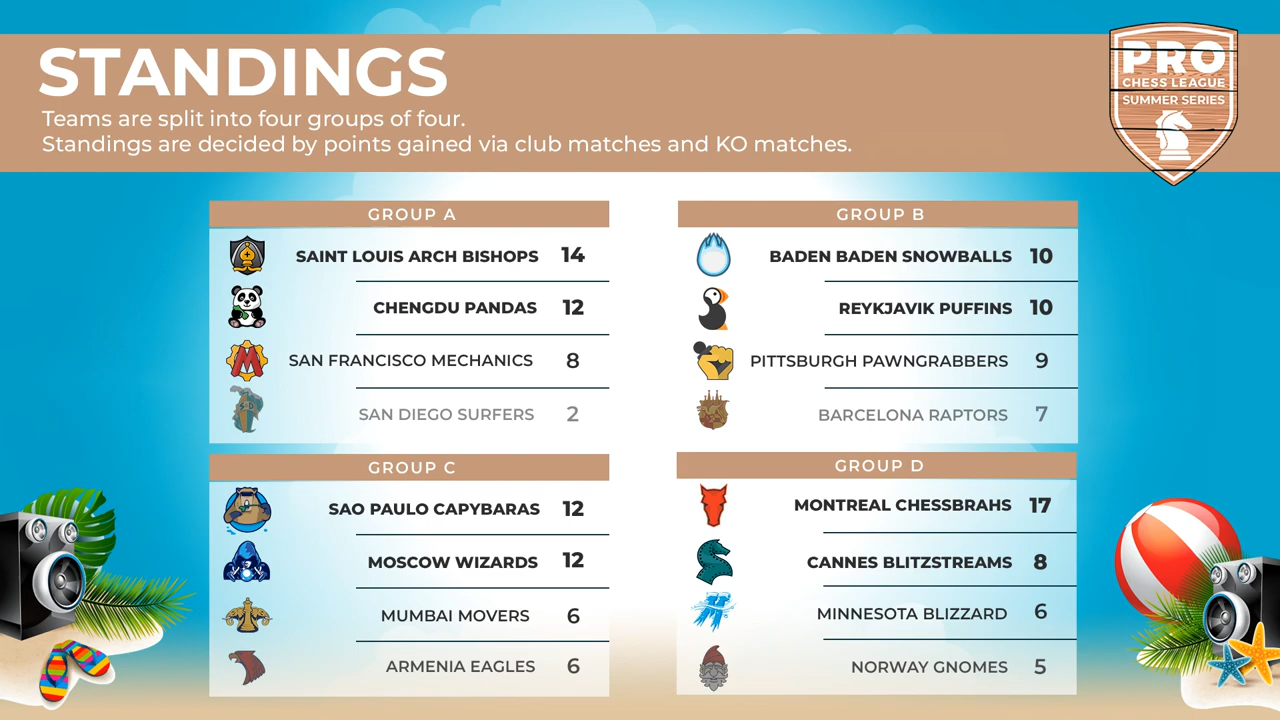 STANDINGS
Teams are split into four groups of four.
Standings are decided by points gained via club matches and KO matches.
PRO
CHESS LEAGUE
SUMMER SERIES
GROUP A
SAINT LOUIS ARCH BISHOPS 14
CHENGDU PANDAS 12
SAN FRANCISCO MECHANICS 8
SAN DIEGO SURFERS 2
GROUP B
BADEN BADEN SNOWBALLS 10
REYKJAVIK PUFFINS 10
PITTSBURGH PAWNGRABBERS 9
BARCELONA RAPTORS 7
GROUP C
SAO PAULO CAPYBARAS 12
MOSCOW WIZARDS 12
MUMBAI MOVERS 6
ARMENIA EAGLES 6
GROUP D
MONTREAL CHESSBRAHS 17
CANNES BLITZSTREAMS 8
MINNESOTA BLIZZARD 6
NORWAY GNOMES 5